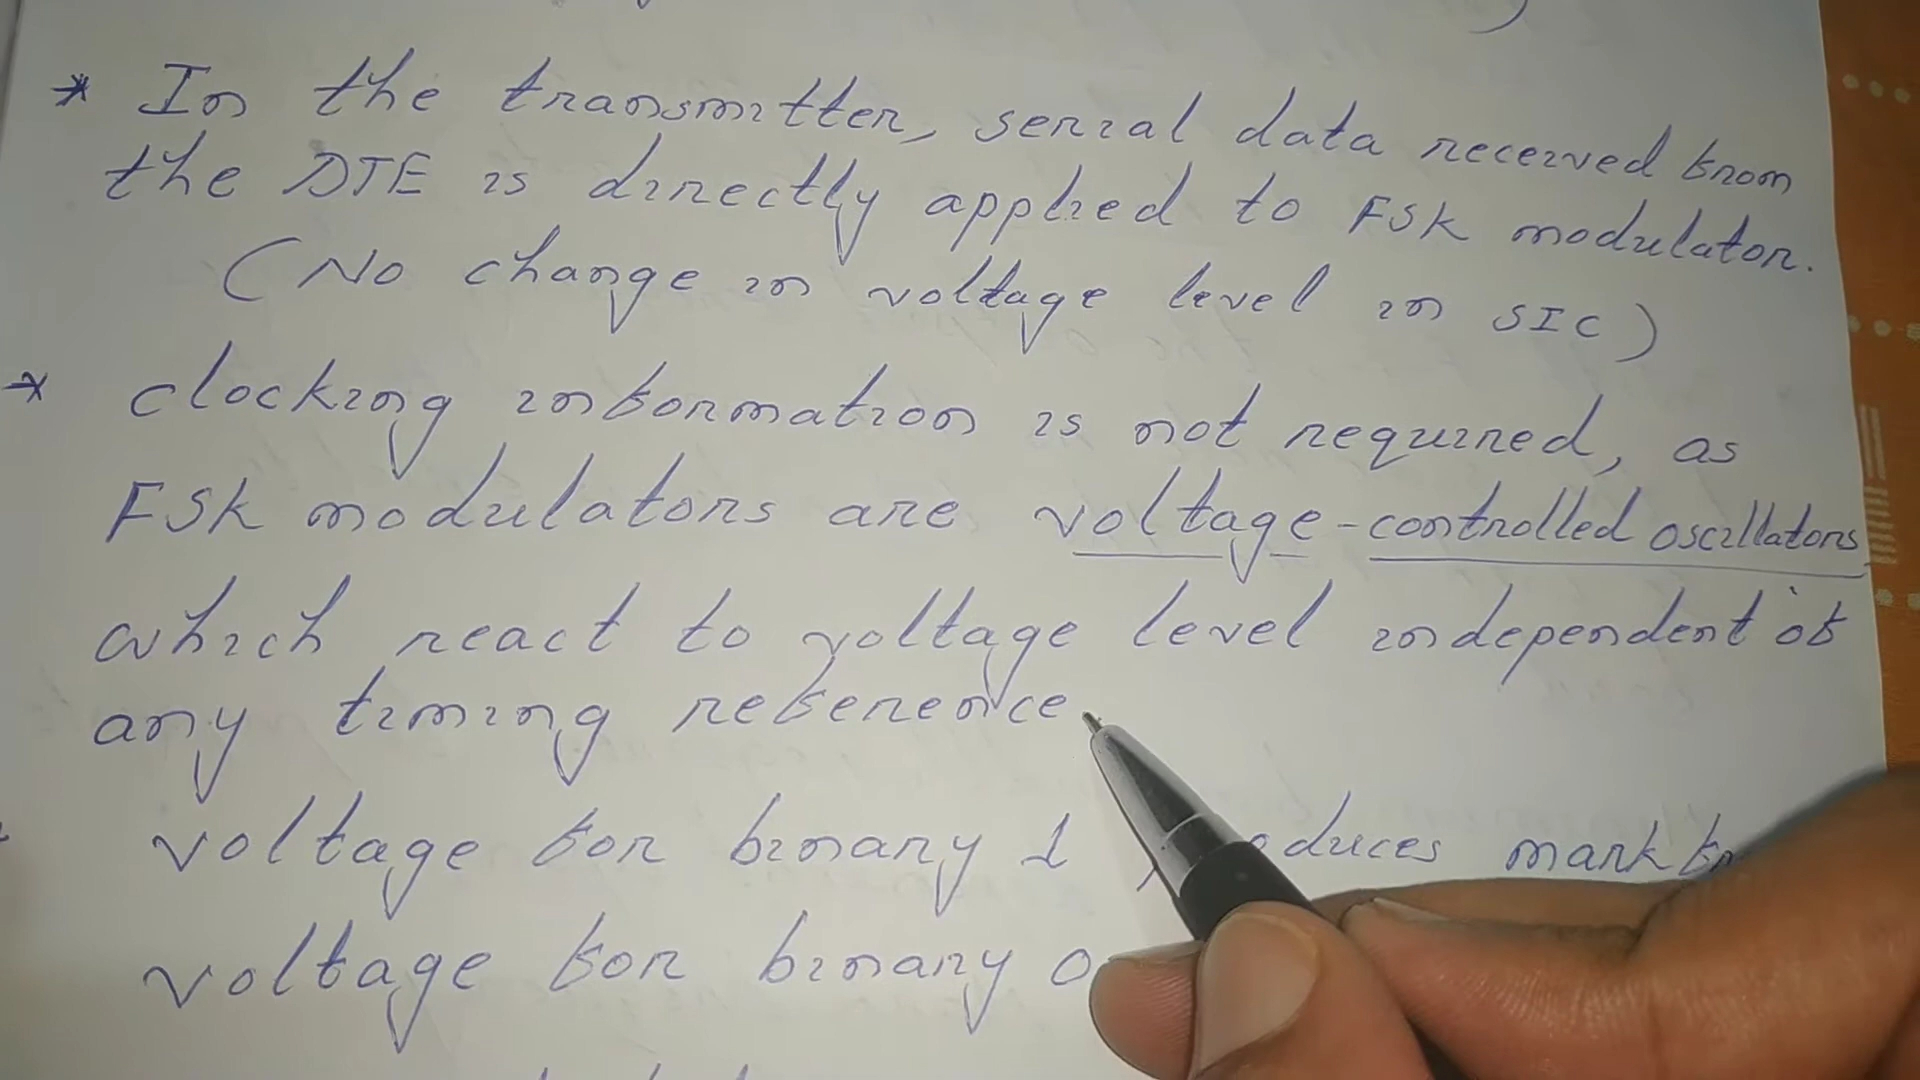 * In the transmitter, serial data received from
the DTE is directly applied to FSK modulator.
(No change in voltage level in SIC)
* clocking information is not required, as
FSK modulators are voltage-controlled oscillators
which react to voltage level independent of
any timing reference
voltage for binary 1 mark
voltage for binary 0